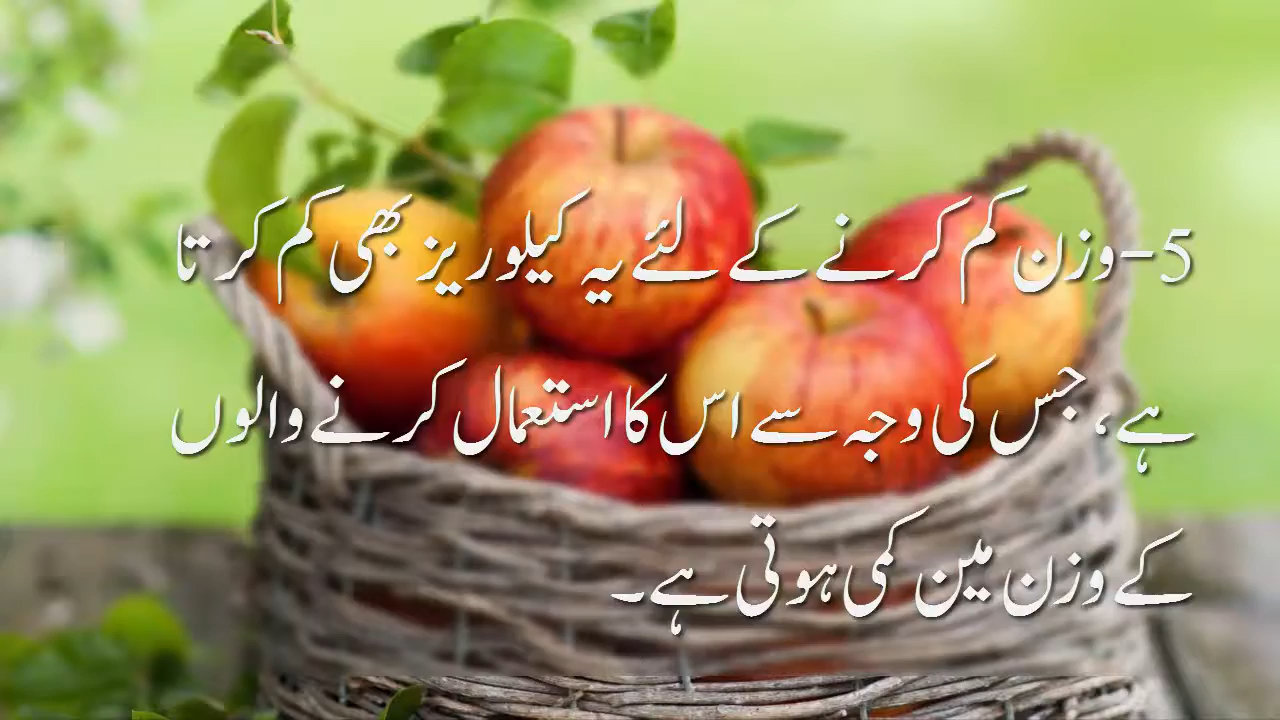 5-وزن کم کرنے کے لئے یہ کیلوریز بھی کم کرتا
ہے، جس کی وجہ سے اس کا استعمال کرنے والوں
کے وزن مین کمی ہوتی ہے۔